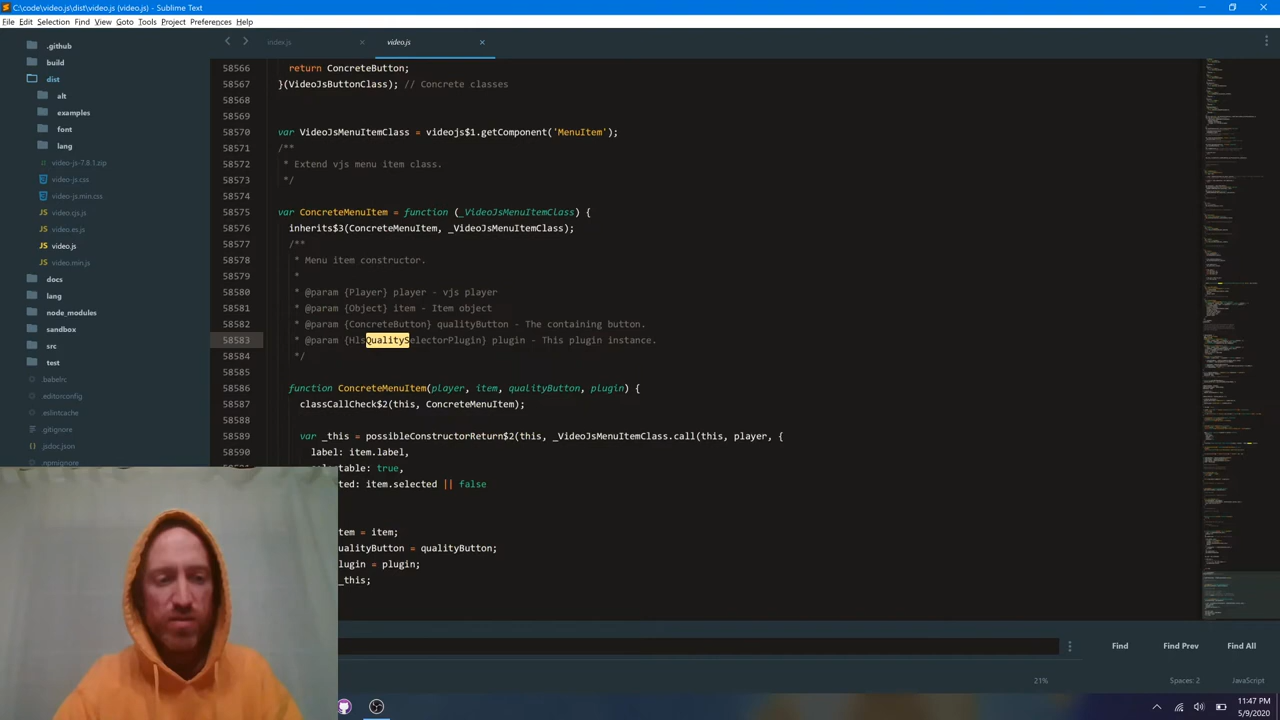 C:\code\video.js\dist\video.js (video.js) - Sublime Text
File Edit Selection Find View Goto Tools Project Preferences Help
.github
build
dist
alt
examples
font
lang
video-js-7.8.1.zip
video-js.css
video-js.min.css
video.cjs.js
video.es.js
video.js
video.min.js
docs
lang
node_modules
sandbox
src
test
.babelrc
.editorconfig
.eslintcache
.gitignore
.jsdoc.json
.npmignore
index.js video.js
58566 return ConcreteButton;
58567 }(VideoJsButtonClass); // Concrete classes
58568
58569
58570 var VideoJsMenuItemClass = videojs$1.getComponent('MenuItem');
58571 /**
58572 * Extend vjs menu item class.
58573 */
58574
58575 var ConcreteMenuItem = function (_VideoJsMenuItemClass) {
58576 inherits$3(ConcreteMenuItem, _VideoJsMenuItemClass);
58577 /**
58578 * Menu item constructor.
58579 *
58580 * @param {Player} player - vjs player
58581 * @param {Object} item - Item object
58582 * @param {ConcreteButton} qualityButton - The containing button.
58583 * @param {HlsQualitySelectorPlugin} plugin - This plugin instance.
58584 */
58585
58586 function ConcreteMenuItem(player, item, qualityButton, plugin) {
58587 classCallCheck$2(this, ConcreteMenuItem);
58588
58589 var _this = possibleConstructorReturn$3(this, _VideoJsMenuItemClass.call(this, player, {
58590 label: item.label,
selectable: true,
ted: item.selected || false
tem = item;
ualityButton = qualityButton;
lugin = plugin;
_this;
Find Find Prev Find All
21% Spaces: 2 JavaScript
11:47 PM
5/9/2020